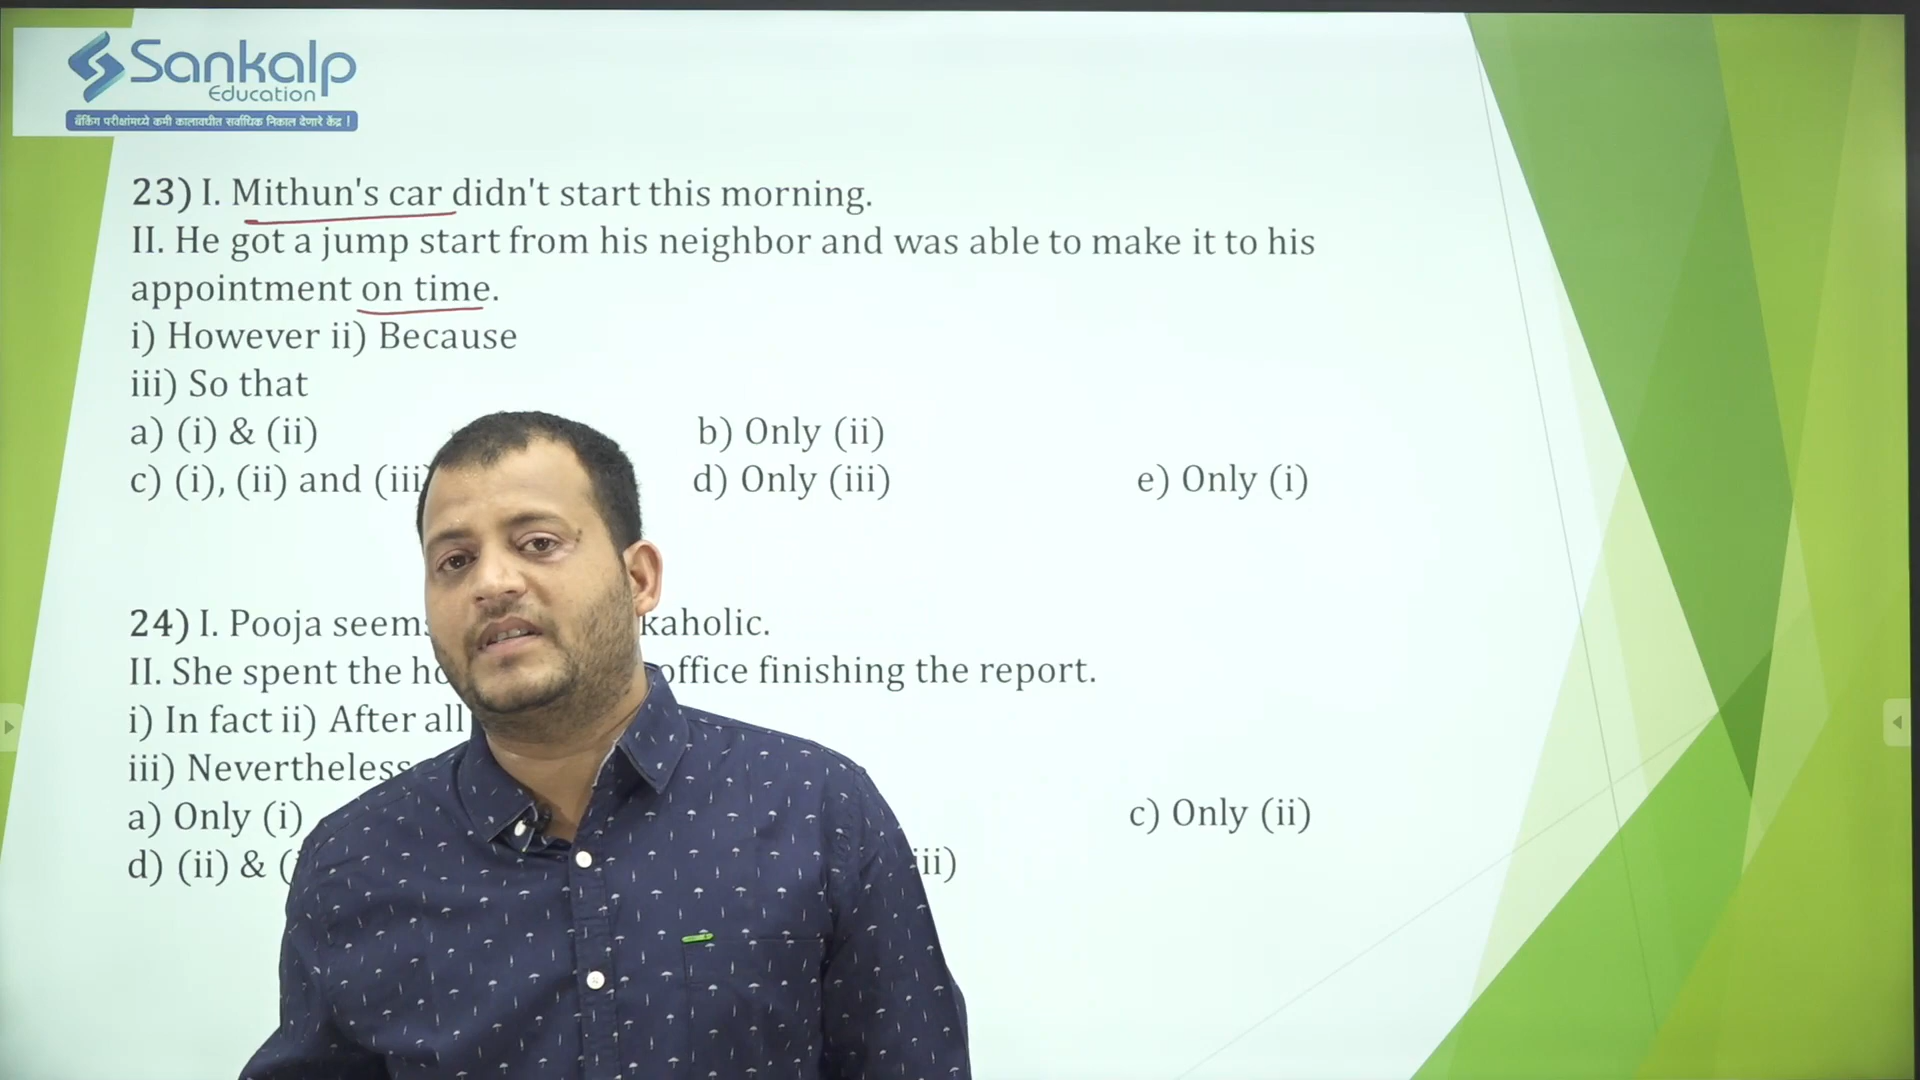 Sankalp
Education
बँकिंग परीक्षांमध्ये कमी कालावधीत सर्वाधिक निकाल देणारे केंद्र !
23) I. Mithun's car didn't start this morning.
II. He got a jump start from his neighbor and was able to make it to his
appointment on time.
i) However ii) Because
iii) So that
a) (i) & (ii) b) Only (ii)
c) (i), (ii) and (iii) d) Only (iii) e) Only (i)
24) I. Pooja seems
II. She spent the office finishing the report.
i) In fact ii) After all
iii) Nevertheless
a) Only (i) c) Only (ii)
d) (ii) &